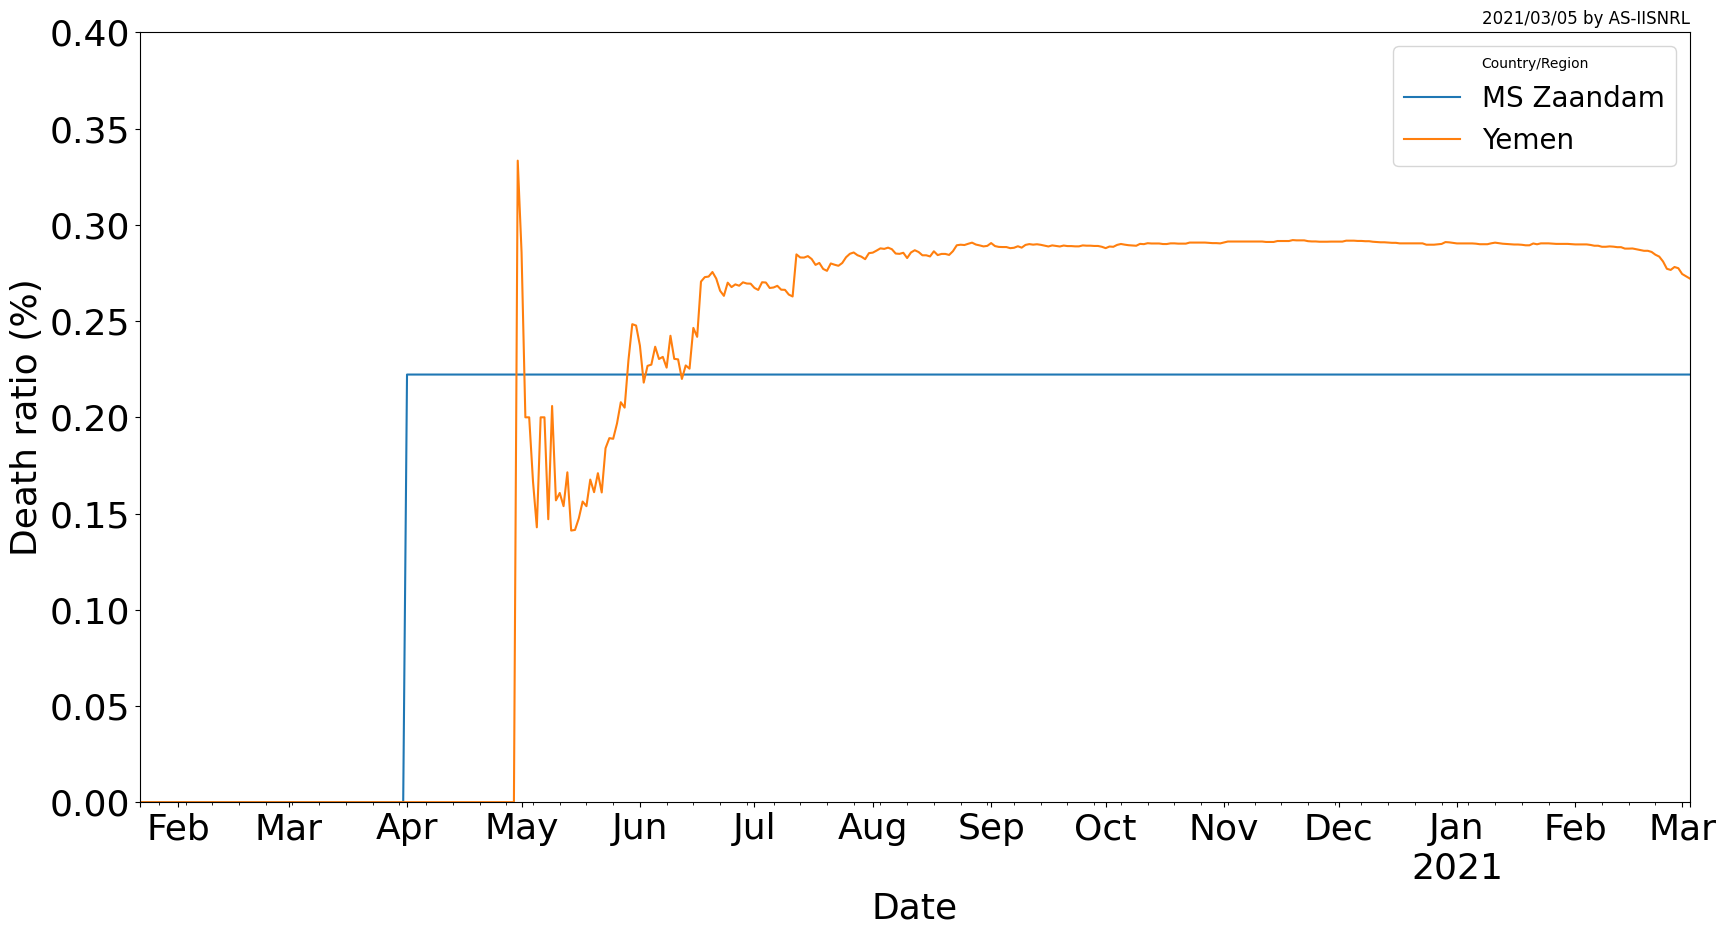 2021/03/05 by AS-IISNRL
0.40
0.35
0.30
0.25
0.20
0.15
0.10
0.05
0.00
Death ratio (%)
Country/Region
MS Zaandam
Yemen
Feb Mar Apr May Jun Jul Aug Sep Oct Nov Dec Jan Feb Mar
2021
Date